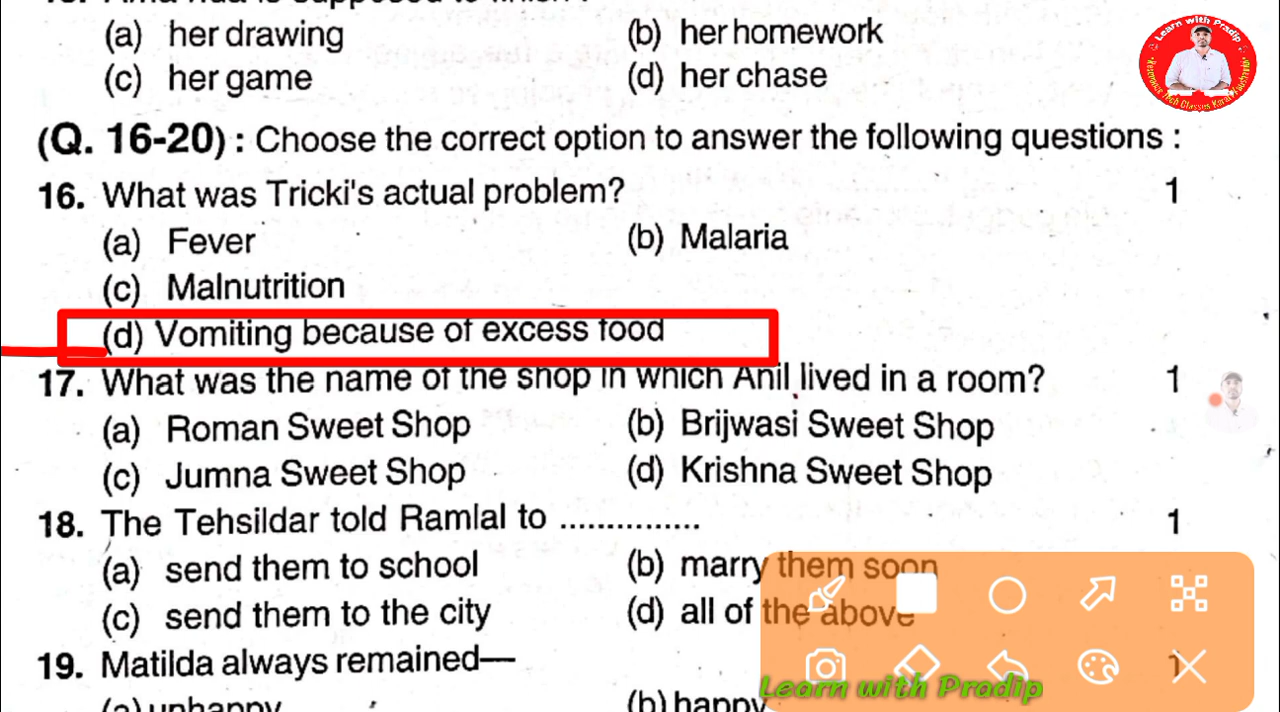 (a) her drawing (b) her homework
(c) her game (d) her chase
(Q. 16-20) : Choose the correct option to answer the following questions :
16. What was Tricki's actual problem? 1
(a) Fever (b) Malaria
(c) Malnutrition
(d) Vomiting because of excess food
17. What was the name of the shop in which Anil lived in a room? 1
(a) Roman Sweet Shop (b) Brijwasi Sweet Shop
(c) Jumna Sweet Shop (d) Krishna Sweet Shop
18. The Tehsildar told Ramlal to ............... 1
(a) send them to school (b) marry them soon
(c) send them to the city (d) all of the above
19. Matilda always remained— 1
(a) unhappy (b) happy
Learn with Pradip
Learn with Pradip